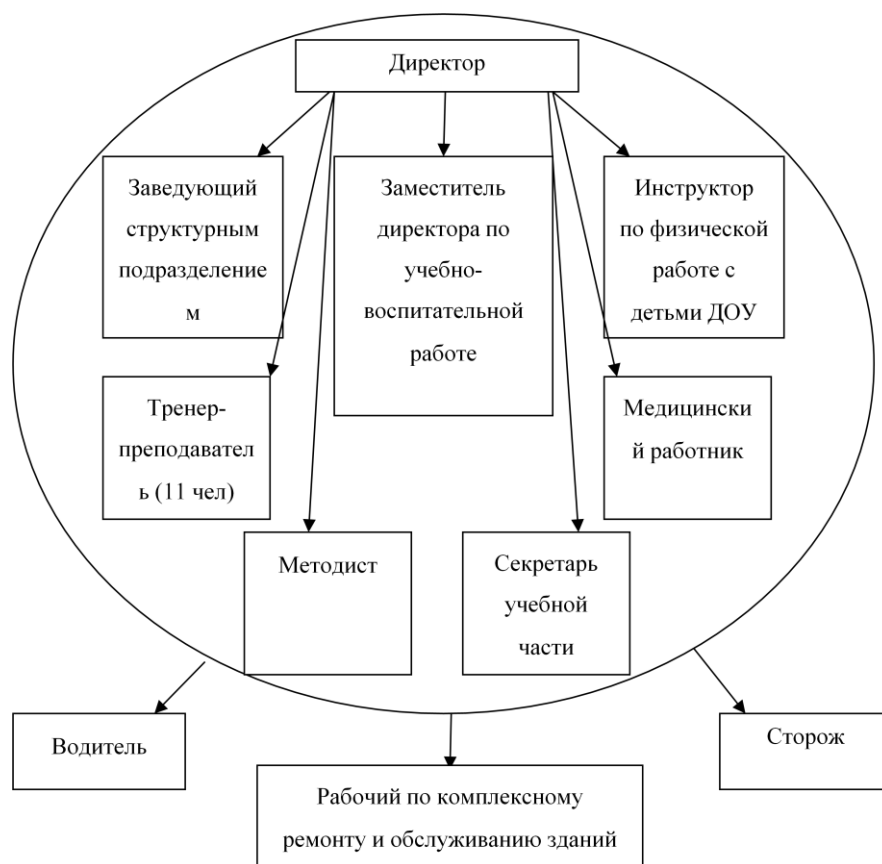 Директор
Заведующий
структурным
подразделение
м
Заместитель
директора по
учебно-
воспитательной
работе
Инструктор
по физической
работе с
детьми ДОУ
Тренер-
преподавател
ь (11 чел)
Медицински
й работник
Методист
Секретарь
учебной
части
Водитель
Сторож
Рабочий по комплексному
ремонту и обслуживанию зданий